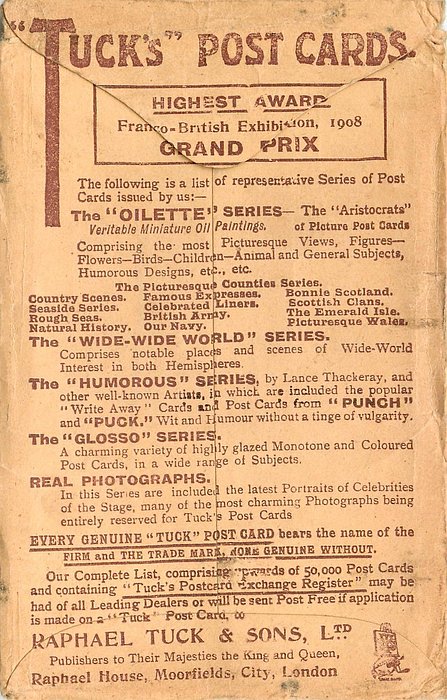 "TUCK'S" POST CARDS.
HIGHEST AWARD
Franco-British Exhibition, 1908
GRAND PRIX
The following is a list of representative Series of Post
Cards issued by us:—
The "OILETTE" SERIES— The "Aristocrats"
Veritable Miniature Oil Paintings. of Picture Post Cards
Comprising the most Picturesque Views, Figures—
Flowers—Birds—Children—Animal and General Subjects,
Humorous Designs, etc., etc.
The Picturesque Counties Series.
Country Scenes. Famous Expresses. Bonnie Scotland.
Seaside Series. Celebrated Liners. Scottish Clans.
Rough Seas. British Army. The Emerald Isle.
Natural History. Our Navy. Picturesque Wales.
The "WIDE-WIDE WORLD" SERIES.
Comprises notable places and scenes of Wide-World
Interest in both Hemispheres.
The "HUMOROUS" SERIES, by Lance Thackeray, and
other well-known Artists, in which are included the popular
"Write Away" Cards and Post Cards from "PUNCH"
and "PUCK." Wit and Humour without a tinge of vulgarity.
The "GLOSSO" SERIES.
A charming variety of highly glazed Monotone and Coloured
Post Cards, in a wide range of Subjects.
REAL PHOTOGRAPHS.
In this Series are included the latest Portraits of Celebrities
of the Stage, many of the most charming Photographs being
entirely reserved for Tuck's Post Cards
EVERY GENUINE "TUCK" POST CARD bears the name of the
FIRM and THE TRADE MARK, NONE GENUINE WITHOUT.
Our Complete List, comprising upwards of 50,000 Post Cards
and containing "Tuck's Postcard Exchange Register" may be
had of all Leading Dealers or will be sent Post Free if application
is made on a "Tuck" Post Card.
RAPHAEL TUCK & SONS, LTD
Publishers to Their Majesties the King and Queen,
Raphael House, Moorfields, City, London